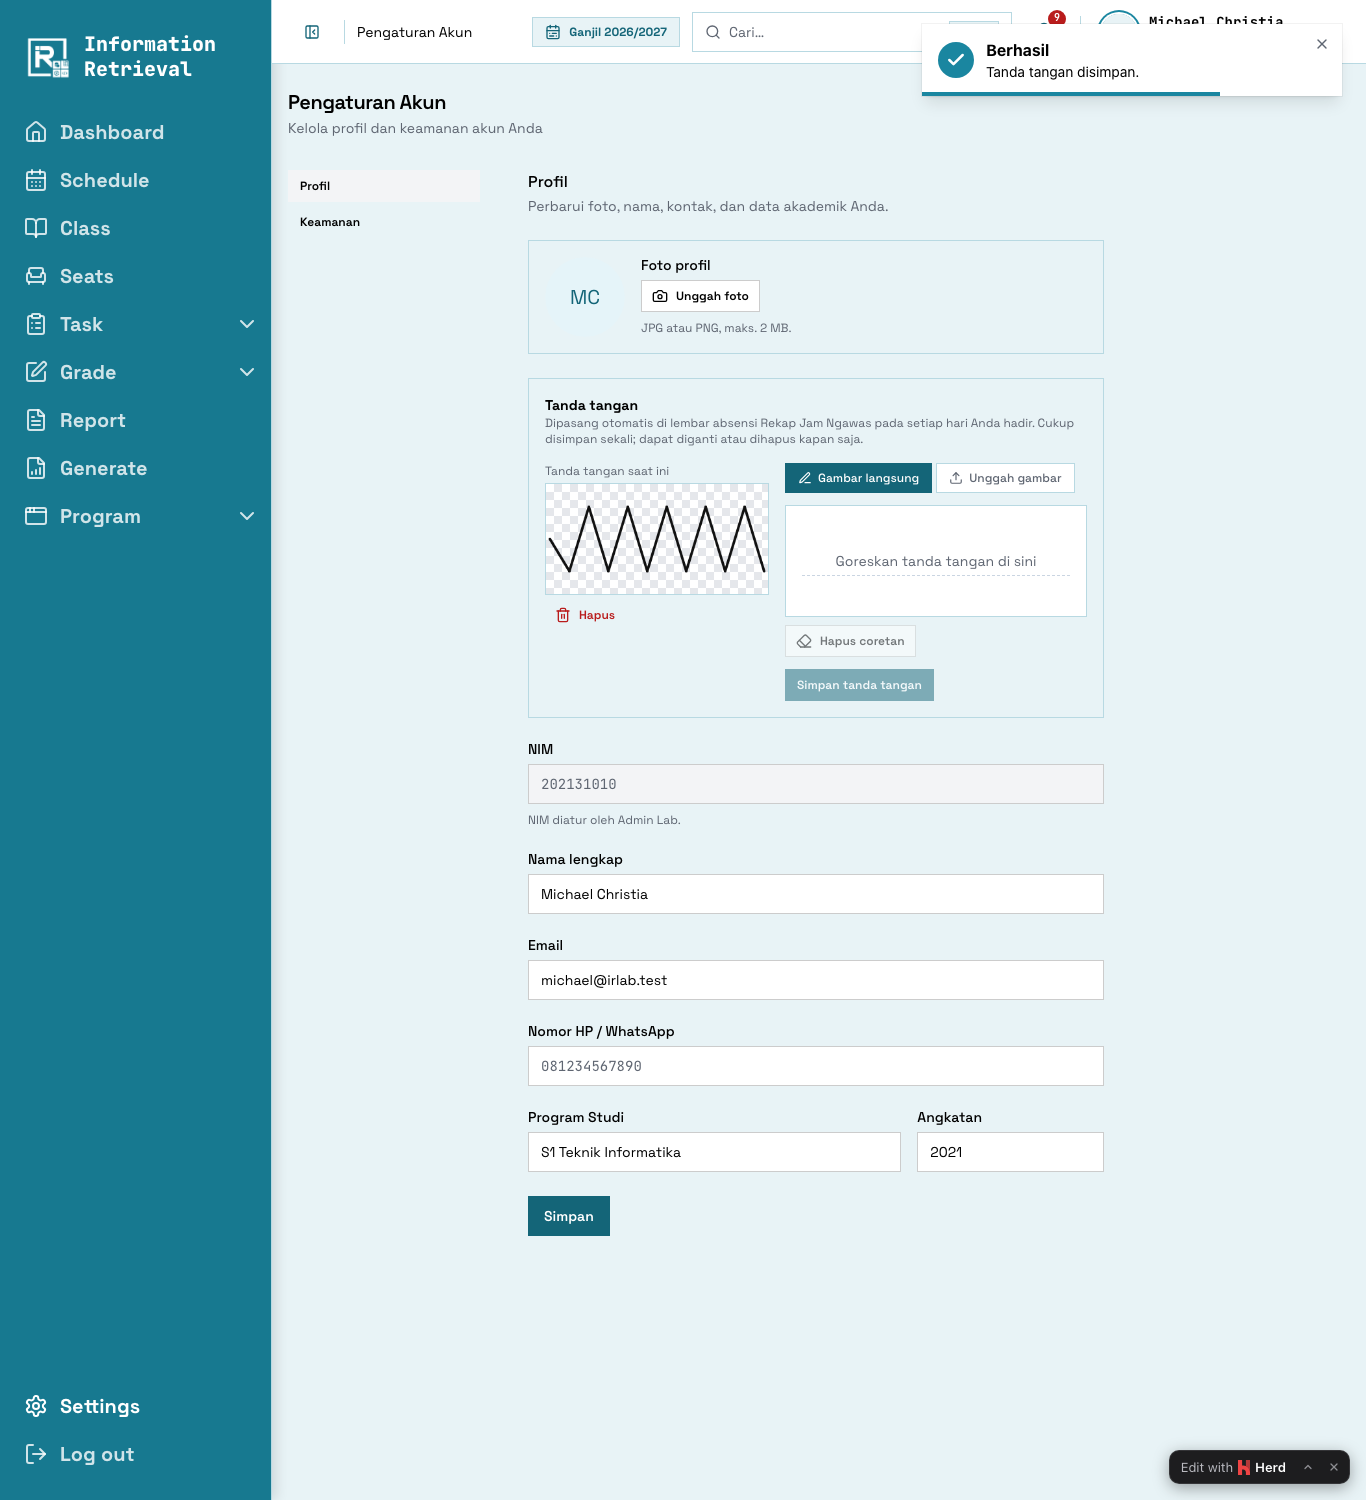 Information
Retrieval
Dashboard
Schedule
Class
Seats
Task
Grade
Report
Generate
Program
Settings
Log out
Pengaturan Akun
Ganjil 2026/2027
Cari...
9
Michael Christia
Berhasil
Tanda tangan disimpan.
Pengaturan Akun
Kelola profil dan keamanan akun Anda
Profil
Keamanan
Profil
Perbarui foto, nama, kontak, dan data akademik Anda.
MC
Foto profil
Unggah foto
JPG atau PNG, maks. 2 MB.
Tanda tangan
Dipasang otomatis di lembar absensi Rekap Jam Ngawas pada setiap hari Anda hadir. Cukup
disimpan sekali; dapat diganti atau dihapus kapan saja.
Tanda tangan saat ini
Hapus
Gambar langsung
Unggah gambar
Goreskan tanda tangan di sini
Hapus coretan
Simpan tanda tangan
NIM
202131010
NIM diatur oleh Admin Lab.
Nama lengkap
Michael Christia
Email
michael@irlab.test
Nomor HP / WhatsApp
081234567890
Program Studi
S1 Teknik Informatika
Angkatan
2021
Simpan
Edit with Herd